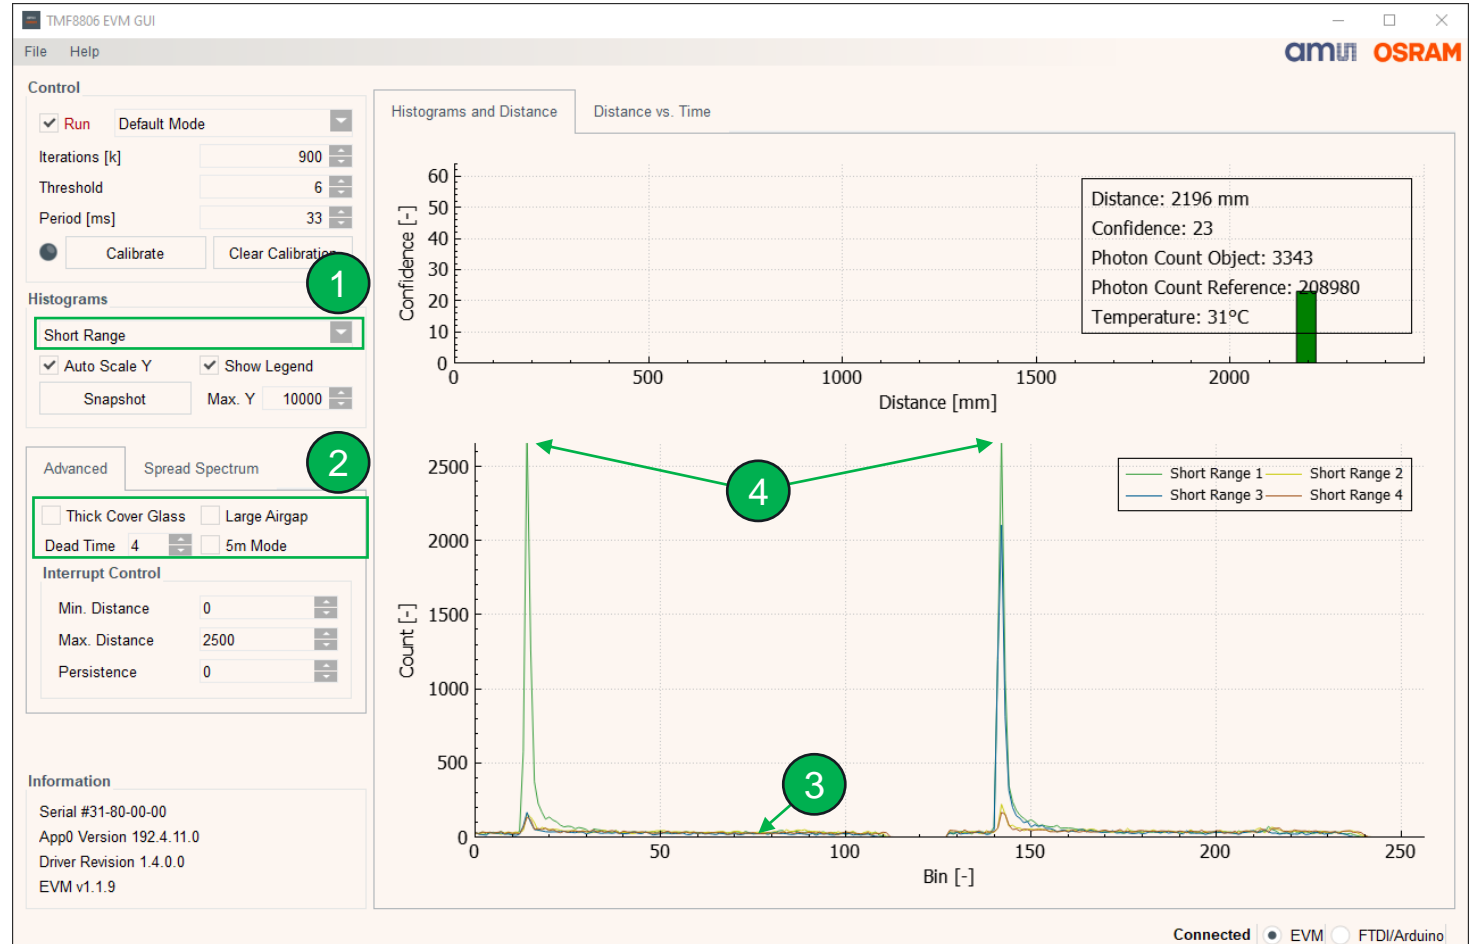 TMF8806 EVM GUI
File Help
amu OSRAM
Control
Run Default Mode
Iterations [k] 900
Threshold 6
Period [ms] 33
Calibrate Clear Calibration
1
Histograms
Short Range
Auto Scale Y Show Legend
Snapshot Max. Y 10000
2
Advanced Spread Spectrum
Thick Cover Glass Large Airgap
Dead Time 4 5m Mode
Interrupt Control
Min. Distance 0
Max. Distance 2500
Persistence 0
Information
Serial #31-80-00-00
App0 Version 192.4.11.0
Driver Revision 1.4.0.0
EVM v1.1.9
Histograms and Distance Distance vs. Time
Confidence [-]
60
50
40
30
20
10
0
0 500 1000 1500 2000
Distance [mm]
Distance: 2196 mm
Confidence: 23
Photon Count Object: 3343
Photon Count Reference: 208980
Temperature: 31°C
Count [-]
2500
2000
1500
1000
500
0
4
3
Short Range 1 Short Range 2
Short Range 3 Short Range 4
0 50 100 150 200 250
Bin [-]
Connected EVM FTDI/Arduino